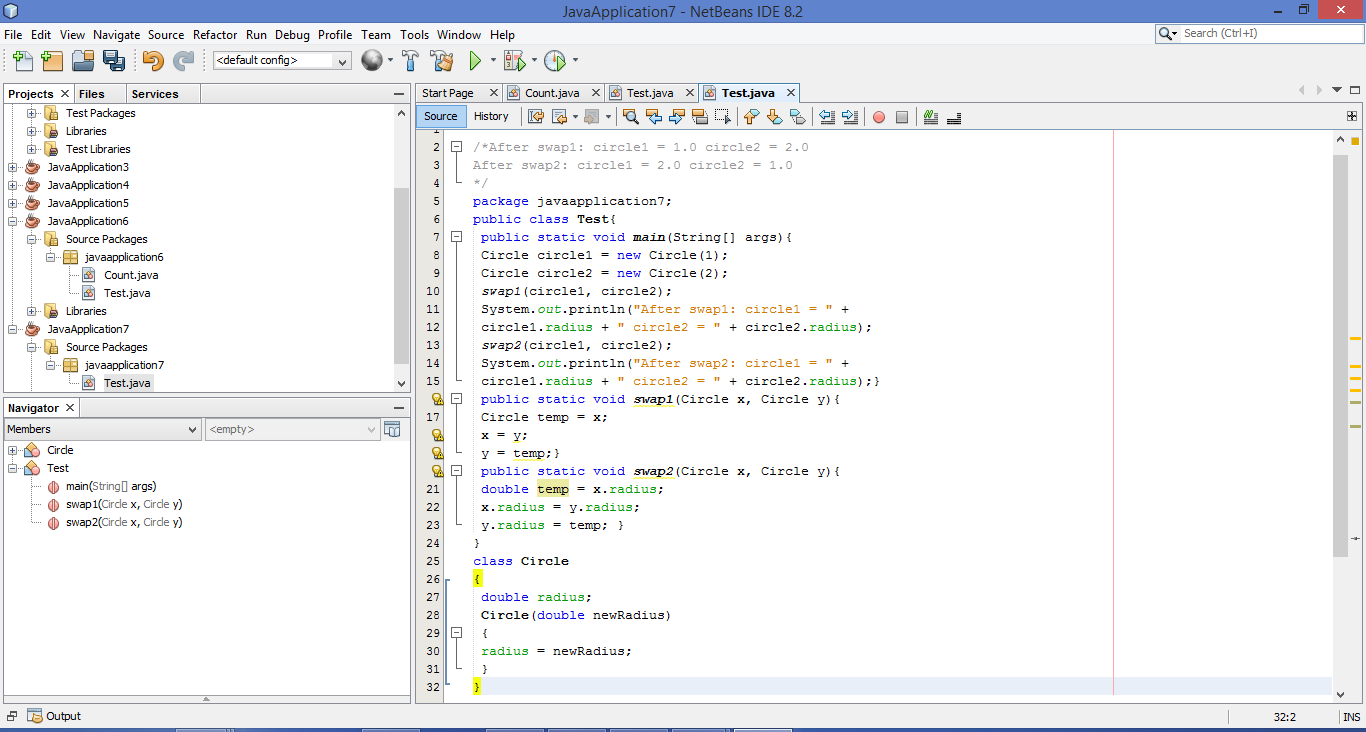 JavaApplication7 - NetBeans IDE 8.2
File Edit View Navigate Source Refactor Run Debug Profile Team Tools Window Help
Search (Ctrl+I)
<default config>
Projects Files Services
Test Packages
Libraries
Test Libraries
JavaApplication3
JavaApplication4
JavaApplication5
JavaApplication6
Source Packages
javaapplication6
Count.java
Test.java
Libraries
JavaApplication7
Source Packages
javaapplication7
Test.java
Navigator
Members <empty>
Circle
Test
main(String[] args)
swap1(Circle x, Circle y)
swap2(Circle x, Circle y)
Start Page Count.java Test.java Test.java
Source History
2 /*After swap1: circle1 = 1.0 circle2 = 2.0
3 After swap2: circle1 = 2.0 circle2 = 1.0
4 */
5 package javaapplication7;
6 public class Test{
7 public static void main(String[] args){
8 Circle circle1 = new Circle(1);
9 Circle circle2 = new Circle(2);
10 swap1(circle1, circle2);
11 System.out.println("After swap1: circle1 = " +
12 circle1.radius + " circle2 = " + circle2.radius);
13 swap2(circle1, circle2);
14 System.out.println("After swap2: circle1 = " +
15 circle1.radius + " circle2 = " + circle2.radius);}
public static void swap1(Circle x, Circle y){
17 Circle temp = x;
x = y;
y = temp;}
public static void swap2(Circle x, Circle y){
21 double temp = x.radius;
22 x.radius = y.radius;
23 y.radius = temp; }
24 }
25 class Circle
26 {
27 double radius;
28 Circle(double newRadius)
29 {
30 radius = newRadius;
31 }
32 }
Output
32:2 INS